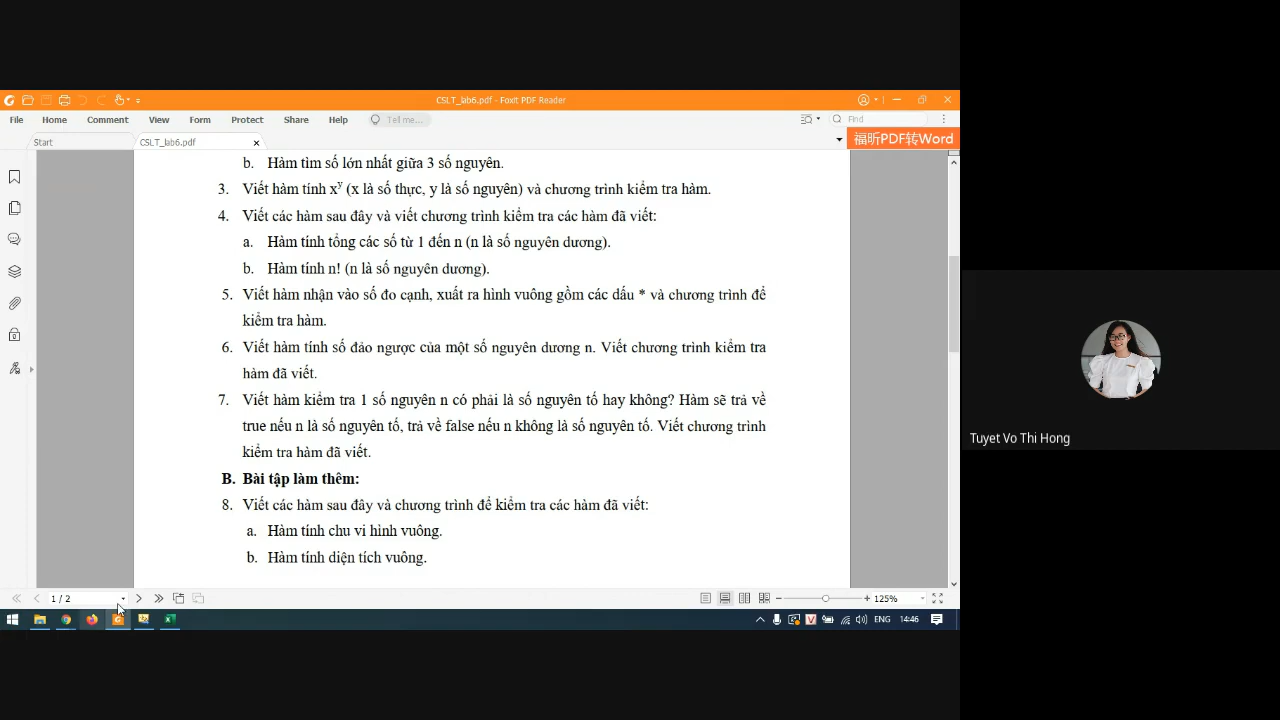 CSLT_lab6.pdf - Foxit PDF Reader
File Home Comment View Form Protect Share Help Tell me... Find
Start CSLT_lab6.pdf 福昕PDF转Word
b. Hàm tìm số lớn nhất giữa 3 số nguyên.
3. Viết hàm tính xʸ (x là số thực, y là số nguyên) và chương trình kiểm tra hàm.
4. Viết các hàm sau đây và viết chương trình kiểm tra các hàm đã viết:
a. Hàm tính tổng các số từ 1 đến n (n là số nguyên dương).
b. Hàm tính n! (n là số nguyên dương).
5. Viết hàm nhận vào số đo cạnh, xuất ra hình vuông gồm các dấu * và chương trình để
kiểm tra hàm.
6. Viết hàm tính số đảo ngược của một số nguyên dương n. Viết chương trình kiểm tra
hàm đã viết.
7. Viết hàm kiểm tra 1 số nguyên n có phải là số nguyên tố hay không? Hàm sẽ trả về
true nếu n là số nguyên tố, trả về false nếu n không là số nguyên tố. Viết chương trình
kiểm tra hàm đã viết.
B. Bài tập làm thêm:
8. Viết các hàm sau đây và chương trình để kiểm tra các hàm đã viết:
a. Hàm tính chu vi hình vuông.
b. Hàm tính diện tích vuông.
1 / 2 125%
ENG 14:46
Tuyet Vo Thi Hong